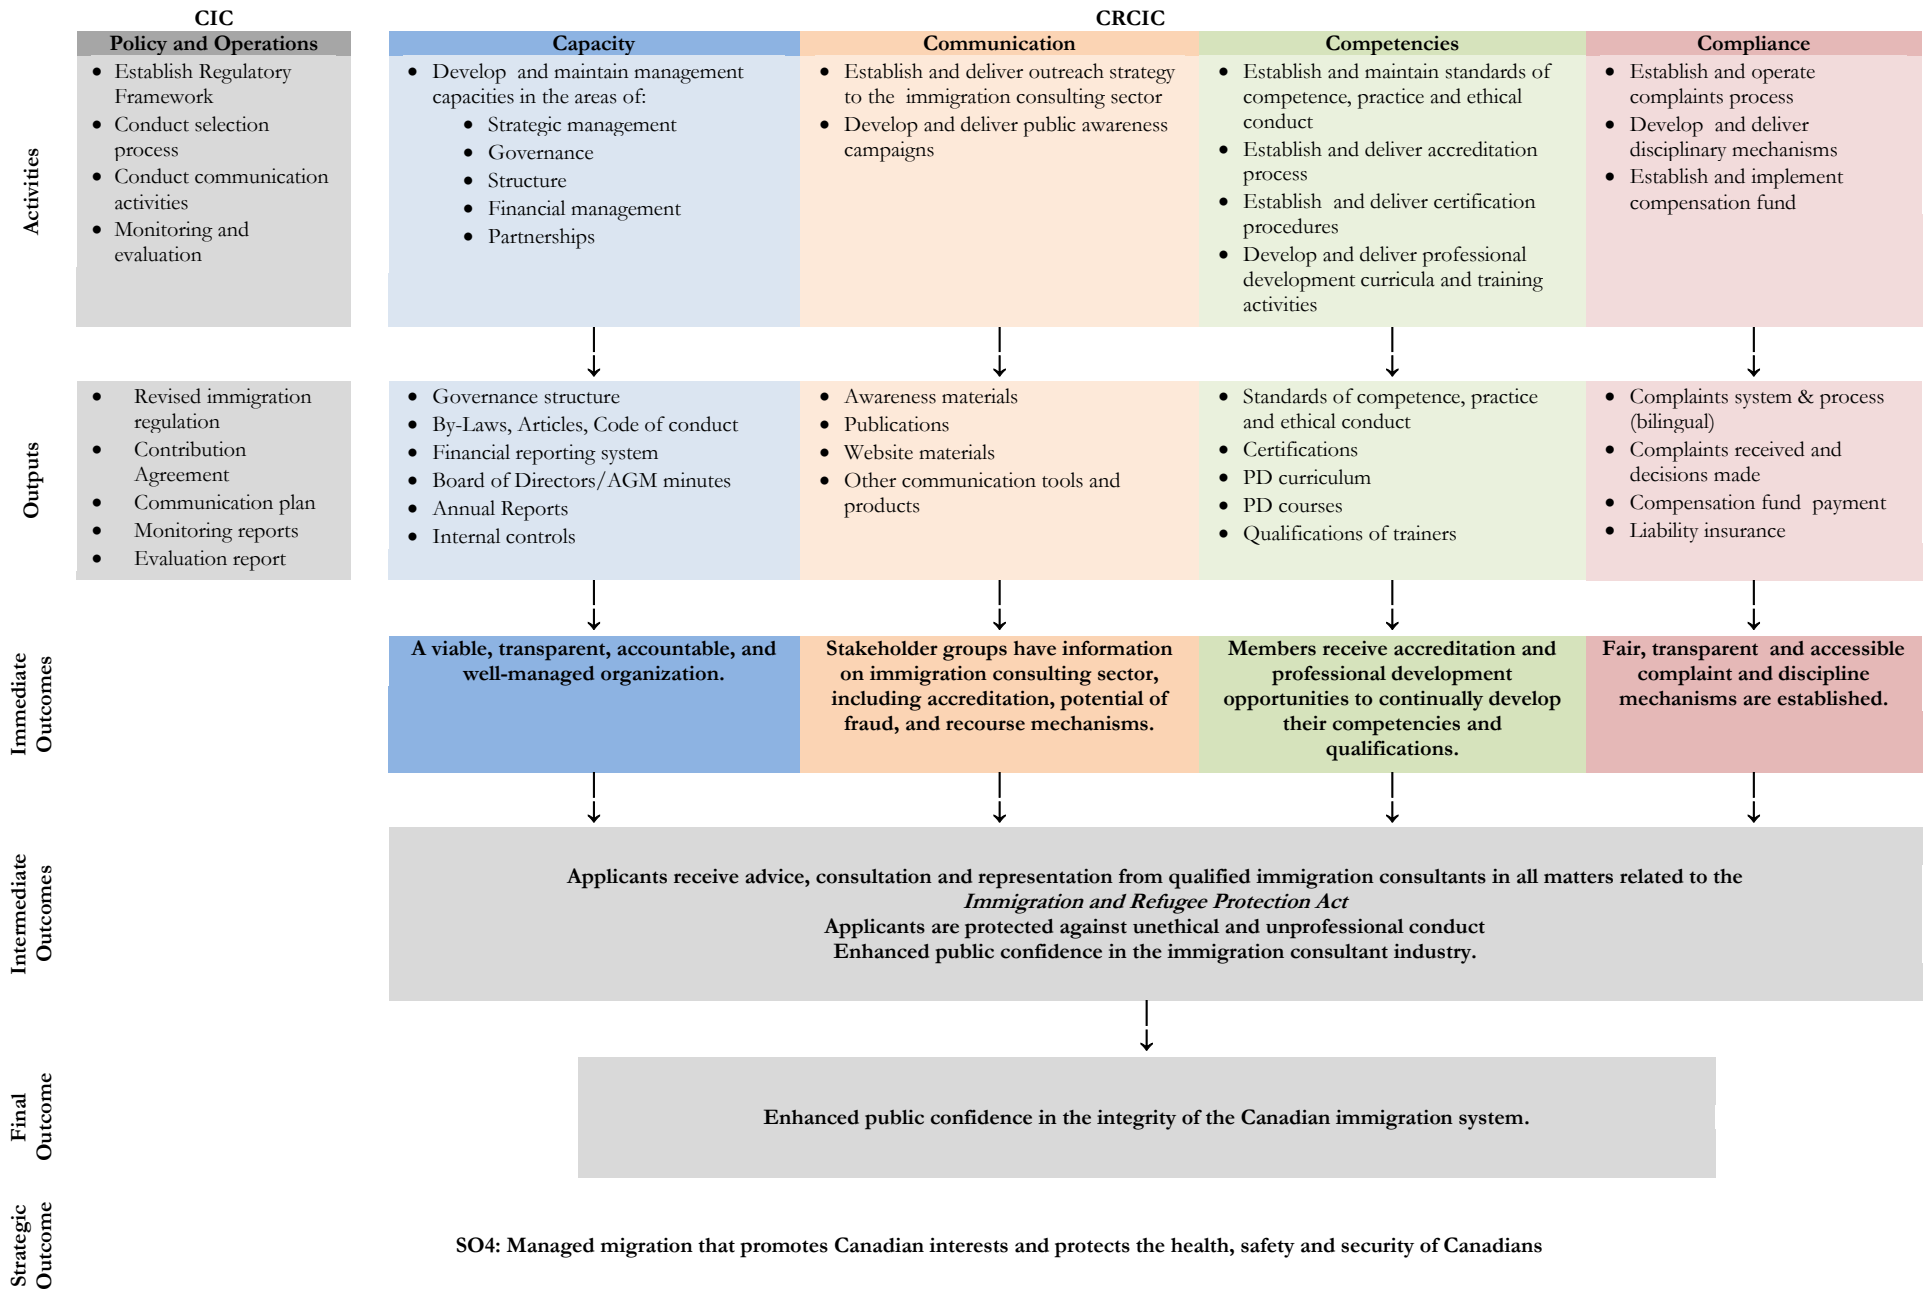 CIC
CRCIC
Policy and Operations
Capacity
Communication
Competencies
Compliance
Activities
• Establish Regulatory
Framework
• Conduct selection
process
• Conduct communication
activities
• Monitoring and
evaluation
• Develop and maintain management
capacities in the areas of:
• Strategic management
• Governance
• Structure
• Financial management
• Partnerships
• Establish and deliver outreach strategy
to the immigration consulting sector
• Develop and deliver public awareness
campaigns
• Establish and maintain standards of
competence, practice and ethical
conduct
• Establish and deliver accreditation
process
• Establish and deliver certification
procedures
• Develop and deliver professional
development curricula and training
activities
• Establish and operate
complaints process
• Develop and deliver
disciplinary mechanisms
• Establish and implement
compensation fund
Outputs
• Revised immigration
regulation
• Contribution
Agreement
• Communication plan
• Monitoring reports
• Evaluation report
• Governance structure
• By-Laws, Articles, Code of conduct
• Financial reporting system
• Board of Directors/AGM minutes
• Annual Reports
• Internal controls
• Awareness materials
• Publications
• Website materials
• Other communication tools and
products
• Standards of competence, practice
and ethical conduct
• Certifications
• PD curriculum
• PD courses
• Qualifications of trainers
• Complaints system & process
(bilingual)
• Complaints received and
decisions made
• Compensation fund payment
• Liability insurance
Immediate
Outcomes
A viable, transparent, accountable, and
well-managed organization.
Stakeholder groups have information
on immigration consulting sector,
including accreditation, potential of
fraud, and recourse mechanisms.
Members receive accreditation and
professional development
opportunities to continually develop
their competencies and
qualifications.
Fair, transparent and accessible
complaint and discipline
mechanisms are established.
Intermediate
Outcomes
Applicants receive advice, consultation and representation from qualified immigration consultants in all matters related to the
Immigration and Refugee Protection Act
Applicants are protected against unethical and unprofessional conduct
Enhanced public confidence in the immigration consultant industry.
Final
Outcome
Enhanced public confidence in the integrity of the Canadian immigration system.
Strategic
Outcome
SO4: Managed migration that promotes Canadian interests and protects the health, safety and security of Canadians